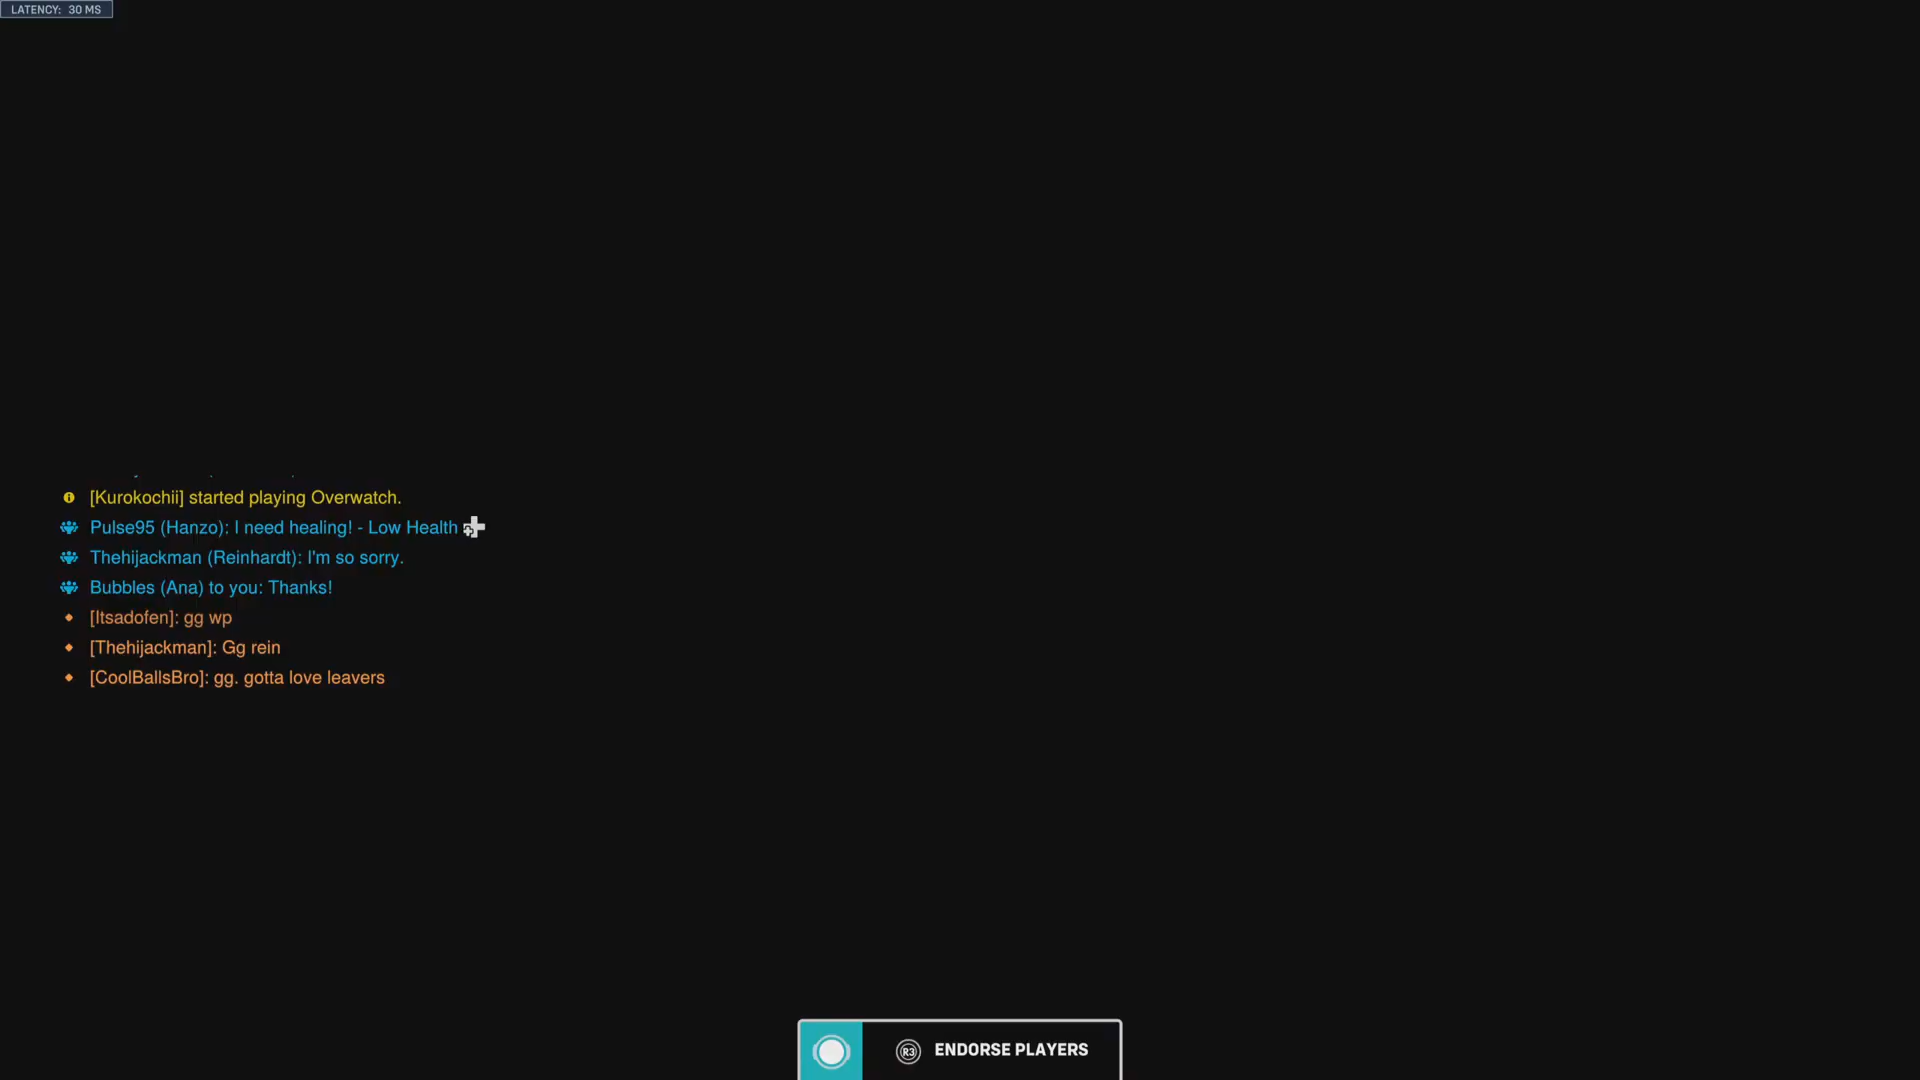 LATENCY: 30 MS
[Kurokochii] started playing Overwatch.
Pulse95 (Hanzo): I need healing! - Low Health
Thehijackman (Reinhardt): I'm so sorry.
Bubbles (Ana) to you: Thanks!
[Itsadofen]: gg wp
[Thehijackman]: Gg rein
[CoolBallsBro]: gg. gotta love leavers
R3 ENDORSE PLAYERS